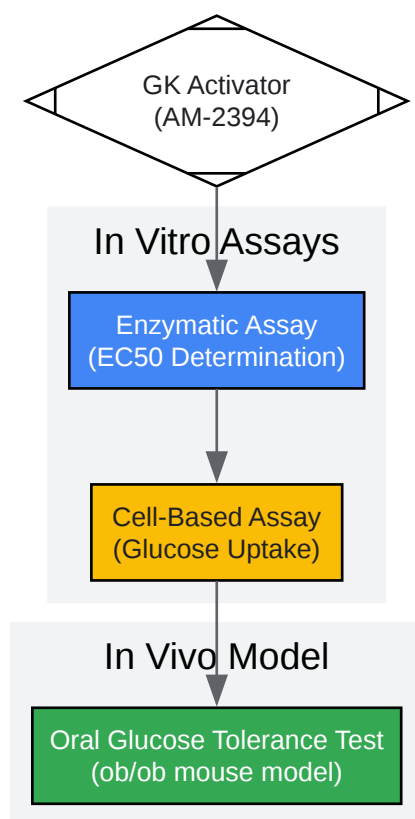 GK Activator
(AM-2394)
In Vitro Assays
Enzymatic Assay
(EC50 Determination)
Cell-Based Assay
(Glucose Uptake)
In Vivo Model
Oral Glucose Tolerance Test
(ob/ob mouse model)